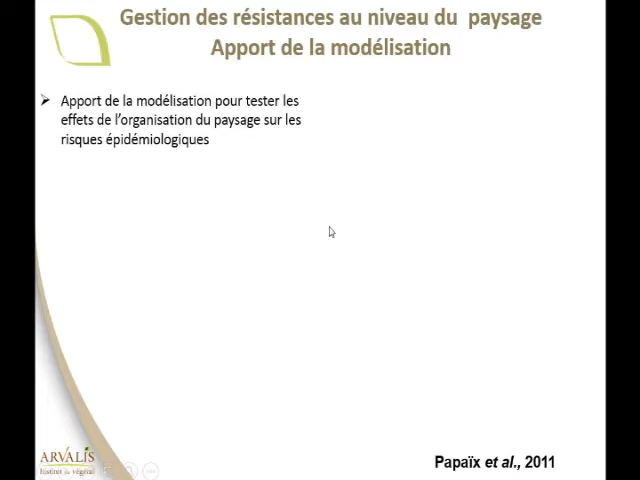 Gestion des résistances au niveau du paysage
Apport de la modélisation
Apport de la modélisation pour tester les
effets de l'organisation du paysage sur les
risques épidémiologiques
ARVALIS
Institut du végétal
Papaïx et al., 2011